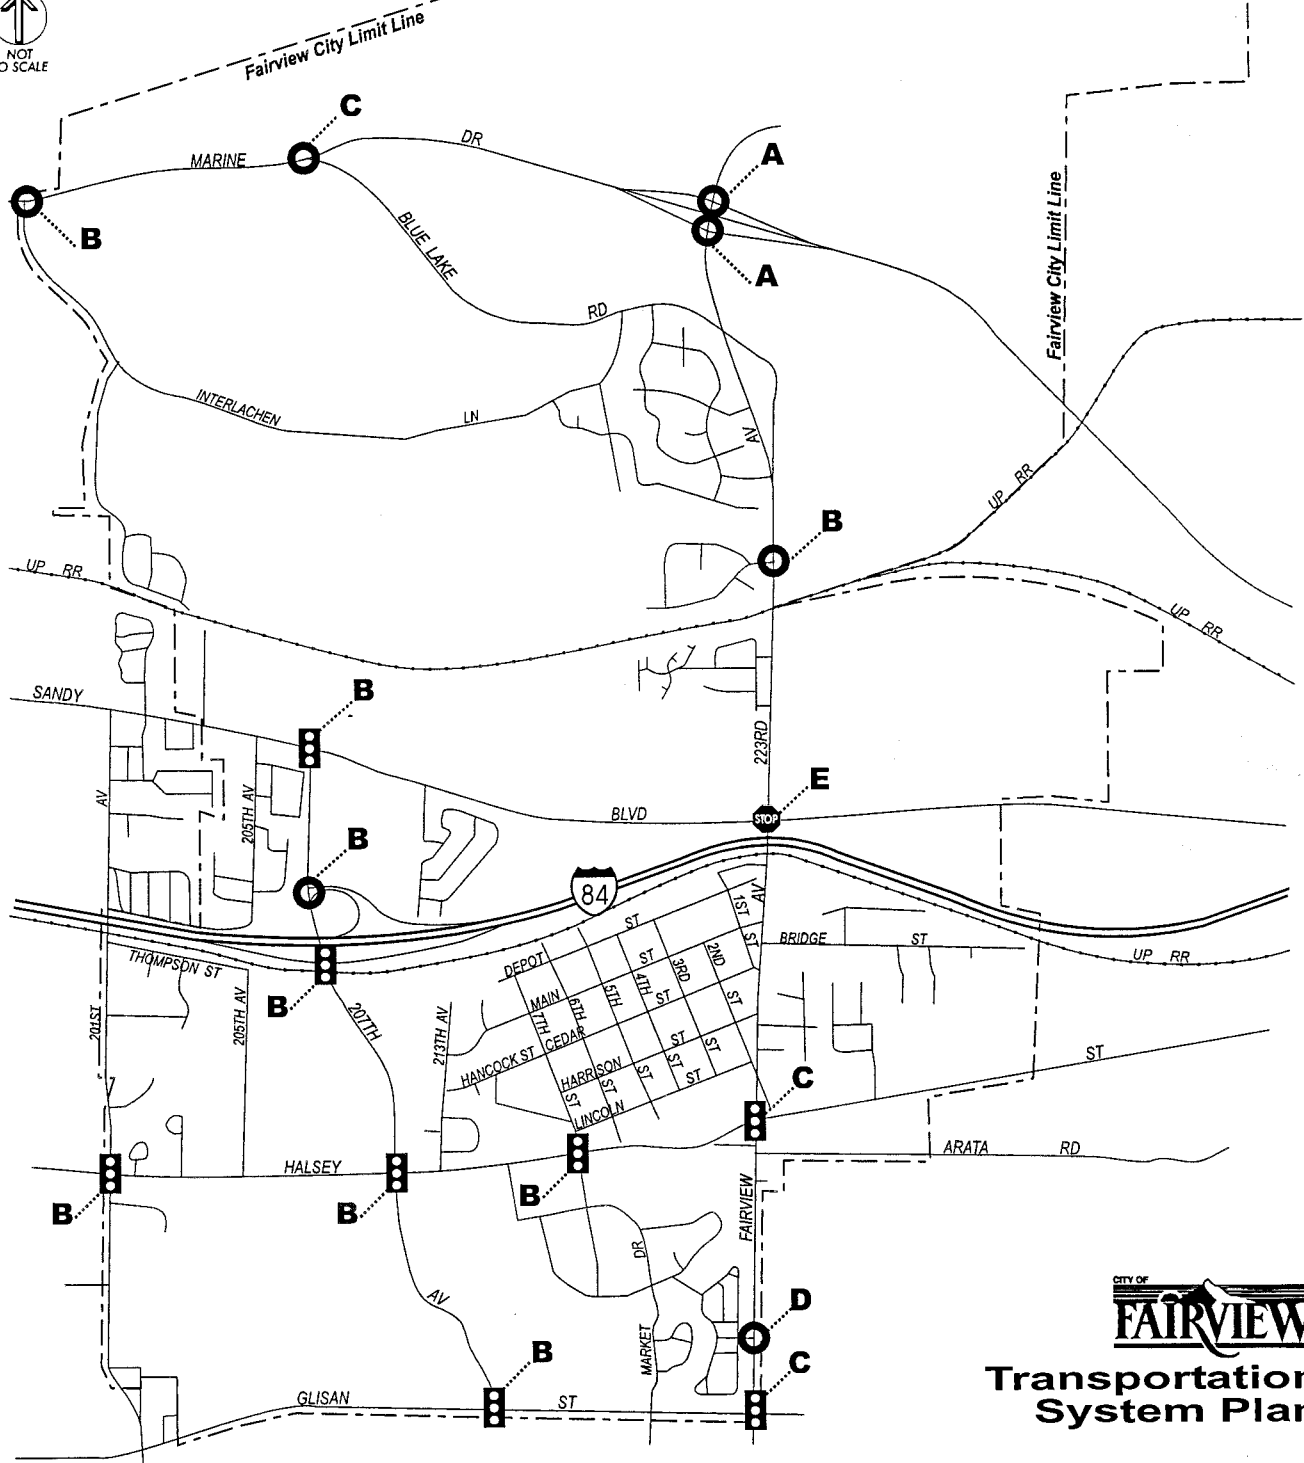 NOT
O SCALE
Fairview City Limit Line
C
DR
MARINE
A
B
BLUE LAKE
A
RD
Fairview City Limit Line
INTERLACHEN
LN
AV
UP RR
B
UP RR
UP RR
SANDY
B
223RD
E
AV
205TH AV
BLVD
STOP
B
84
AV
1ST
ST
ST
BRIDGE ST
UP RR
THOMPSON ST
DEPOT
ST
2ND
3RD
4TH
5TH
6TH
7TH
MAIN
ST
ST
B
201ST
205TH AV
207TH
213TH AV
CEDAR
HANCOCK ST
ST
ST
ST
HARRISON
ST
ST
ST
ST
ST
LINCOLN
C
ST
HALSEY
B
B
B
ARATA RD
FAIRVIEW
DR
AV
CITY OF
FAIRVIEW
D
B
MARKET
C
Transportation
System Plan
GLISAN
ST